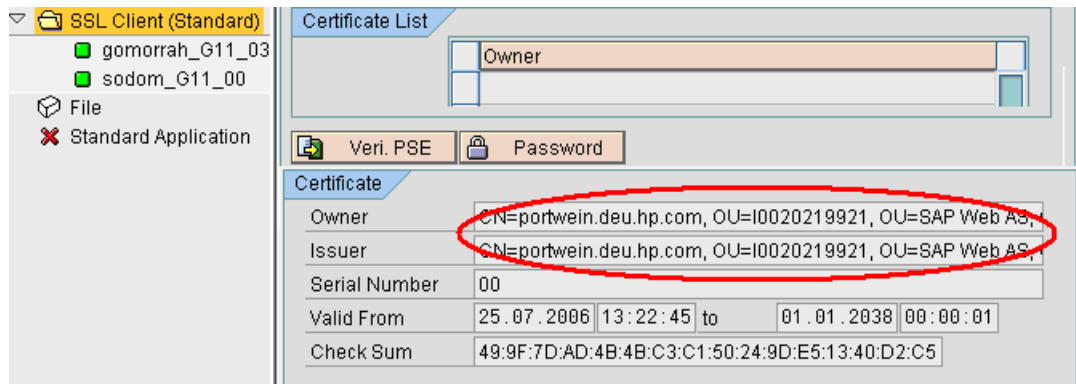 SSL Client (Standard)
gomorrah_G11_03
sodom_G11_00
File
Standard Application
Certificate List
Owner
Veri. PSE Password
Certificate
Owner CN=portwein.deu.hp.com, OU=I0020219921, OU=SAP Web AS,
Issuer CN=portwein.deu.hp.com, OU=I0020219921, OU=SAP Web AS,
Serial Number 00
Valid From 25.07.2006 13:22:45 to 01.01.2038 00:00:01
Check Sum 49:9F:7D:AD:4B:4B:C3:C1:50:24:9D:E5:13:40:D2:C5